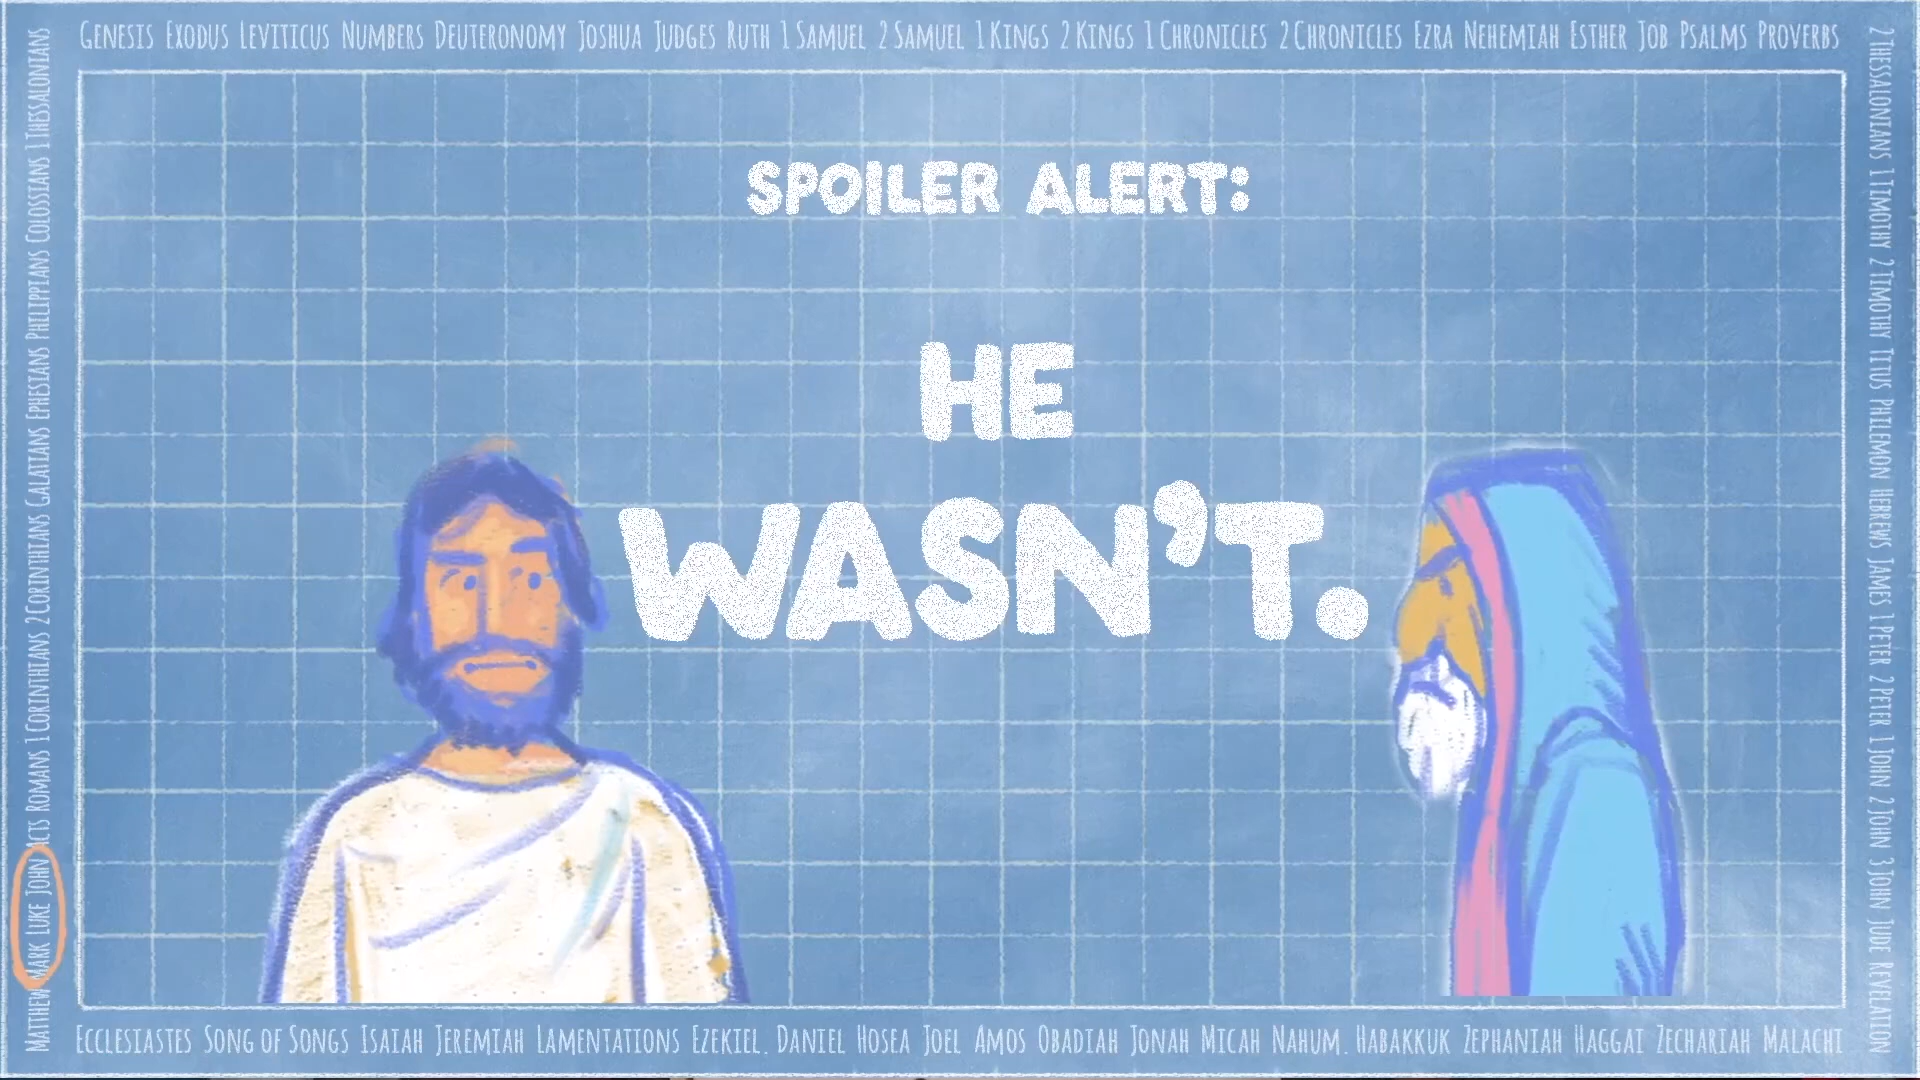 Genesis Exodus Leviticus Numbers Deuteronomy Joshua Judges Ruth 1 Samuel 2 Samuel 1 Kings 2 Kings 1 Chronicles 2 Chronicles Ezra Nehemiah Esther Job Psalms Proverbs
SPOILER ALERT:
HE
WASN'T.
Ecclesiastes Song of Songs Isaiah Jeremiah Lamentations Ezekiel. Daniel Hosea Joel Amos Obadiah Jonah Micah Nahum. Habakkuk Zephaniah Haggai Zechariah Malachi
Matthew Mark Luke John Acts Romans 1 Corinthians 2 Corinthians Galatians Ephesians Philippians Colossians 1 Thessalonians
2 Thessalonians 1 Timothy 2 Timothy Titus Philemon Hebrews James 1 Peter 2 Peter 1 John 2 John 3 John Jude Revelation